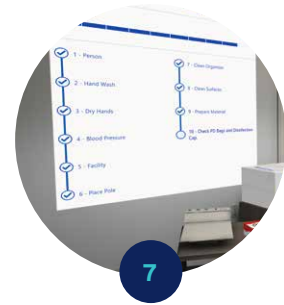 1 - Person
2 - Hand Wash
3 - Dry Hands
4 - Blood Pressure
5 - Facility
6 - Place Pole
7 - Clean Organizer
8 - Clean Surfaces
9 - Prepare Material
10 - Check PD Bags and Disinfection
Cap
7